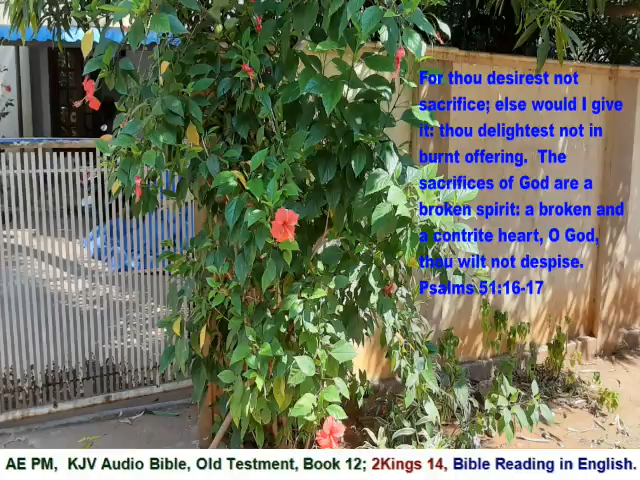 For thou desirest not
sacrifice; else would I give
it: thou delightest not in
burnt offering.  The
sacrifices of God are a
broken spirit: a broken and
a contrite heart, O God,
thou wilt not despise.
Psalms 51:16-17
AE PM,  KJV Audio Bible, Old Testment, Book 12; 2Kings 14, Bible Reading in English.